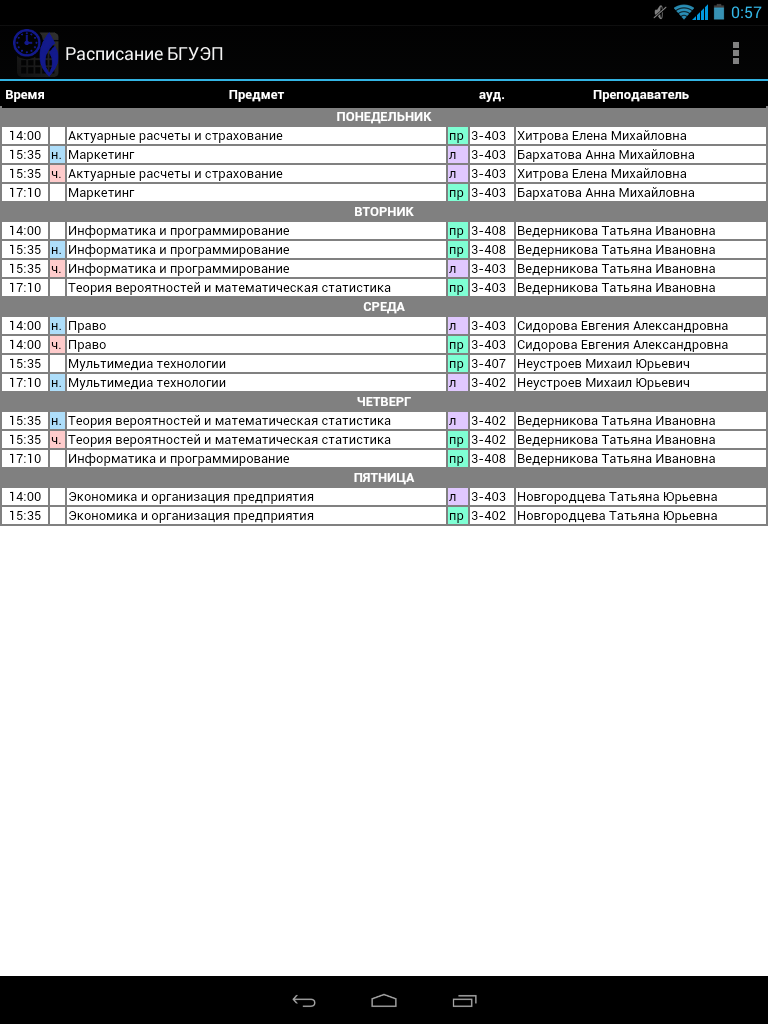 0:57
Расписание БГУЭП
Время Предмет ауд. Преподаватель
ПОНЕДЕЛЬНИК
14:00 Актуарные расчеты и страхование пр 3-403 Хитрова Елена Михайловна
15:35 н. Маркетинг л 3-403 Бархатова Анна Михайловна
15:35 ч. Актуарные расчеты и страхование л 3-403 Хитрова Елена Михайловна
17:10 Маркетинг пр 3-403 Бархатова Анна Михайловна
ВТОРНИК
14:00 Информатика и программирование пр 3-408 Ведерникова Татьяна Ивановна
15:35 н. Информатика и программирование пр 3-408 Ведерникова Татьяна Ивановна
15:35 ч. Информатика и программирование л 3-403 Ведерникова Татьяна Ивановна
17:10 Теория вероятностей и математическая статистика пр 3-403 Ведерникова Татьяна Ивановна
СРЕДА
14:00 н. Право л 3-403 Сидорова Евгения Александровна
14:00 ч. Право пр 3-403 Сидорова Евгения Александровна
15:35 Мультимедиа технологии пр 3-407 Неустроев Михаил Юрьевич
17:10 н. Мультимедиа технологии л 3-402 Неустроев Михаил Юрьевич
ЧЕТВЕРГ
15:35 н. Теория вероятностей и математическая статистика л 3-402 Ведерникова Татьяна Ивановна
15:35 ч. Теория вероятностей и математическая статистика пр 3-402 Ведерникова Татьяна Ивановна
17:10 Информатика и программирование пр 3-408 Ведерникова Татьяна Ивановна
ПЯТНИЦА
14:00 Экономика и организация предприятия л 3-403 Новгородцева Татьяна Юрьевна
15:35 Экономика и организация предприятия пр 3-402 Новгородцева Татьяна Юрьевна